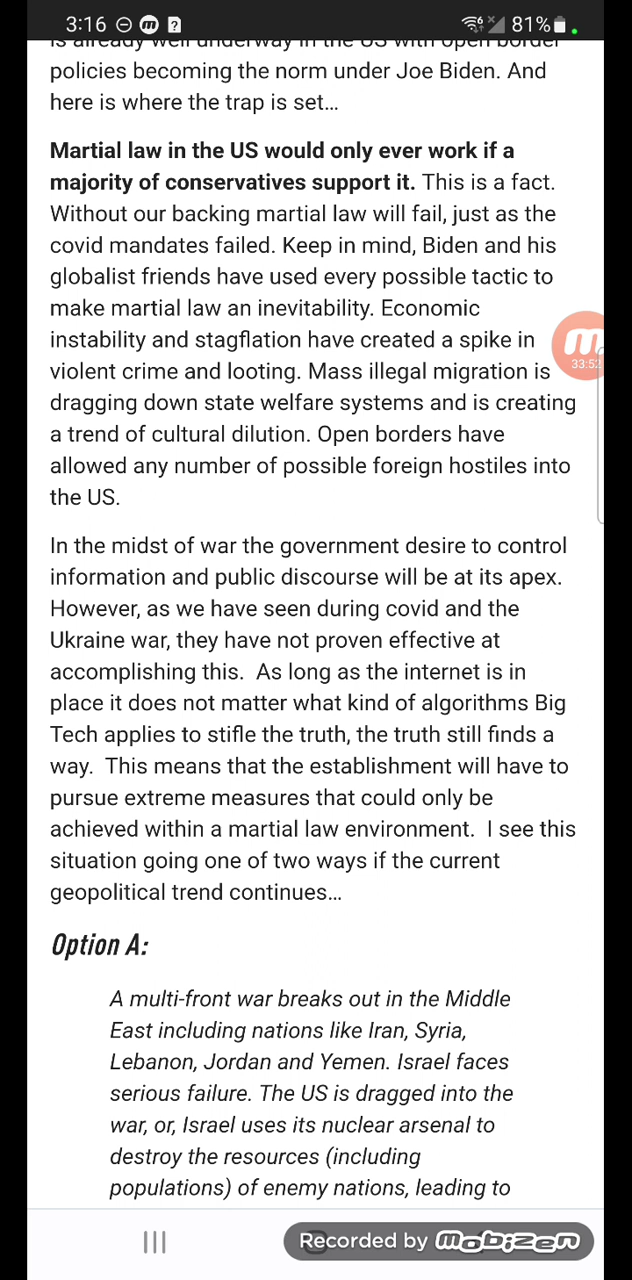 3:16
81%
is already well underway in the US with open border
policies becoming the norm under Joe Biden. And
here is where the trap is set...
Martial law in the US would only ever work if a
majority of conservatives support it. This is a fact.
Without our backing martial law will fail, just as the
covid mandates failed. Keep in mind, Biden and his
globalist friends have used every possible tactic to
make martial law an inevitability. Economic
instability and stagflation have created a spike in
violent crime and looting. Mass illegal migration is
dragging down state welfare systems and is creating
a trend of cultural dilution. Open borders have
allowed any number of possible foreign hostiles into
the US.
m
33:52
In the midst of war the government desire to control
information and public discourse will be at its apex.
However, as we have seen during covid and the
Ukraine war, they have not proven effective at
accomplishing this.  As long as the internet is in
place it does not matter what kind of algorithms Big
Tech applies to stifle the truth, the truth still finds a
way.  This means that the establishment will have to
pursue extreme measures that could only be
achieved within a martial law environment.  I see this
situation going one of two ways if the current
geopolitical trend continues...
Option A:
A multi-front war breaks out in the Middle
East including nations like Iran, Syria,
Lebanon, Jordan and Yemen. Israel faces
serious failure. The US is dragged into the
war, or, Israel uses its nuclear arsenal to
destroy the resources (including
populations) of enemy nations, leading to
Recorded by mobizen